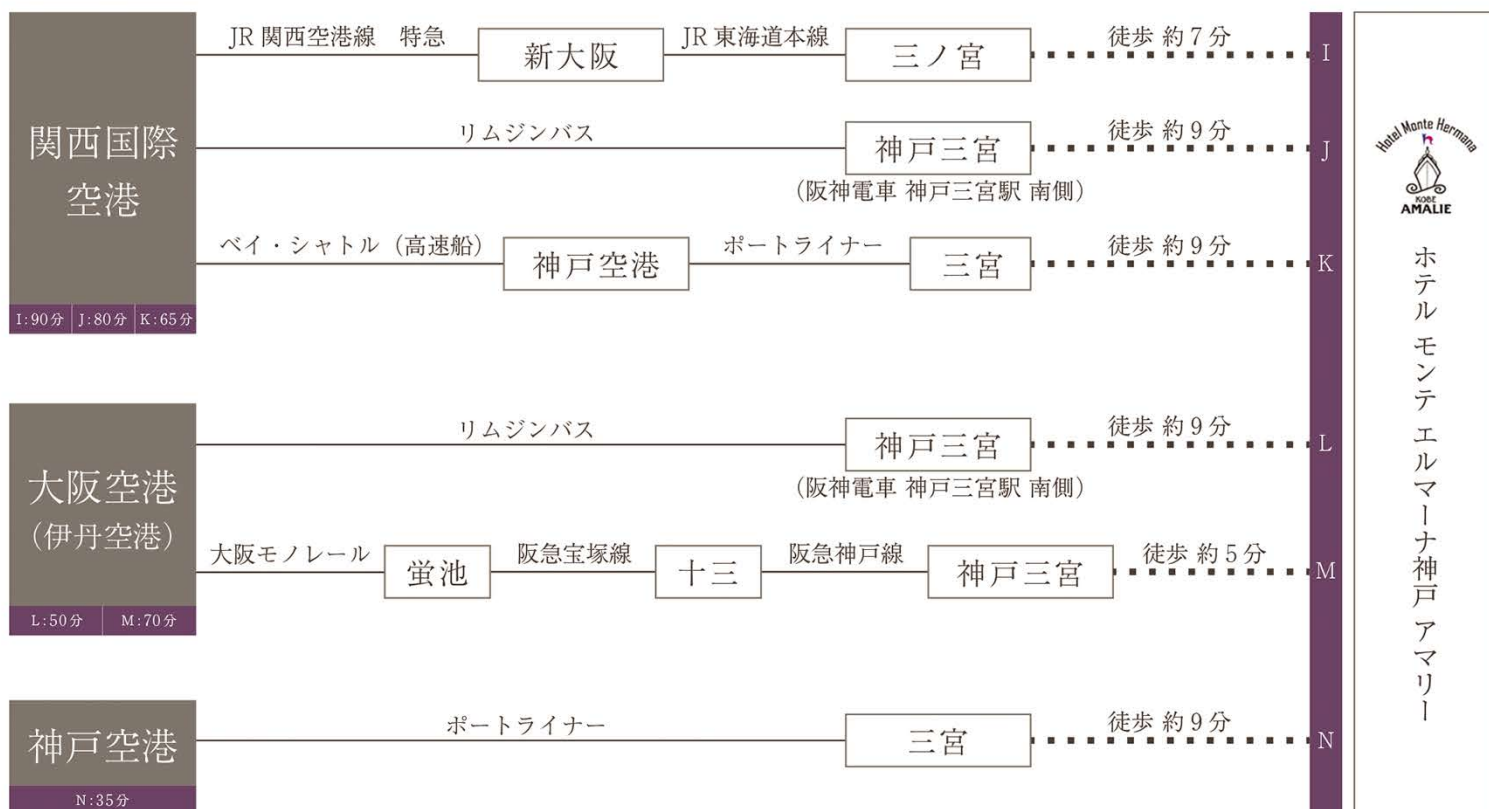 関西国際
空港
I:90分 J:80分 K:65分
JR 関西空港線 特急
新大阪
JR 東海道本線
三ノ宮
徒歩 約7分
I
リムジンバス
神戸三宮
(阪神電車 神戸三宮駅 南側)
徒歩 約9分
J
ベイ・シャトル(高速船)
神戸空港
ポートライナー
三宮
徒歩 約9分
K
大阪空港
(伊丹空港)
L:50分 M:70分
リムジンバス
神戸三宮
(阪神電車 神戸三宮駅 南側)
徒歩 約9分
L
大阪モノレール
蛍池
阪急宝塚線
十三
阪急神戸線
神戸三宮
徒歩 約5分
M
神戸空港
N:35分
ポートライナー
三宮
徒歩 約9分
N
Hotel Monte Hermana
KOBE
AMALIE
ホテル モンテ エルマーナ神戸 アマリー